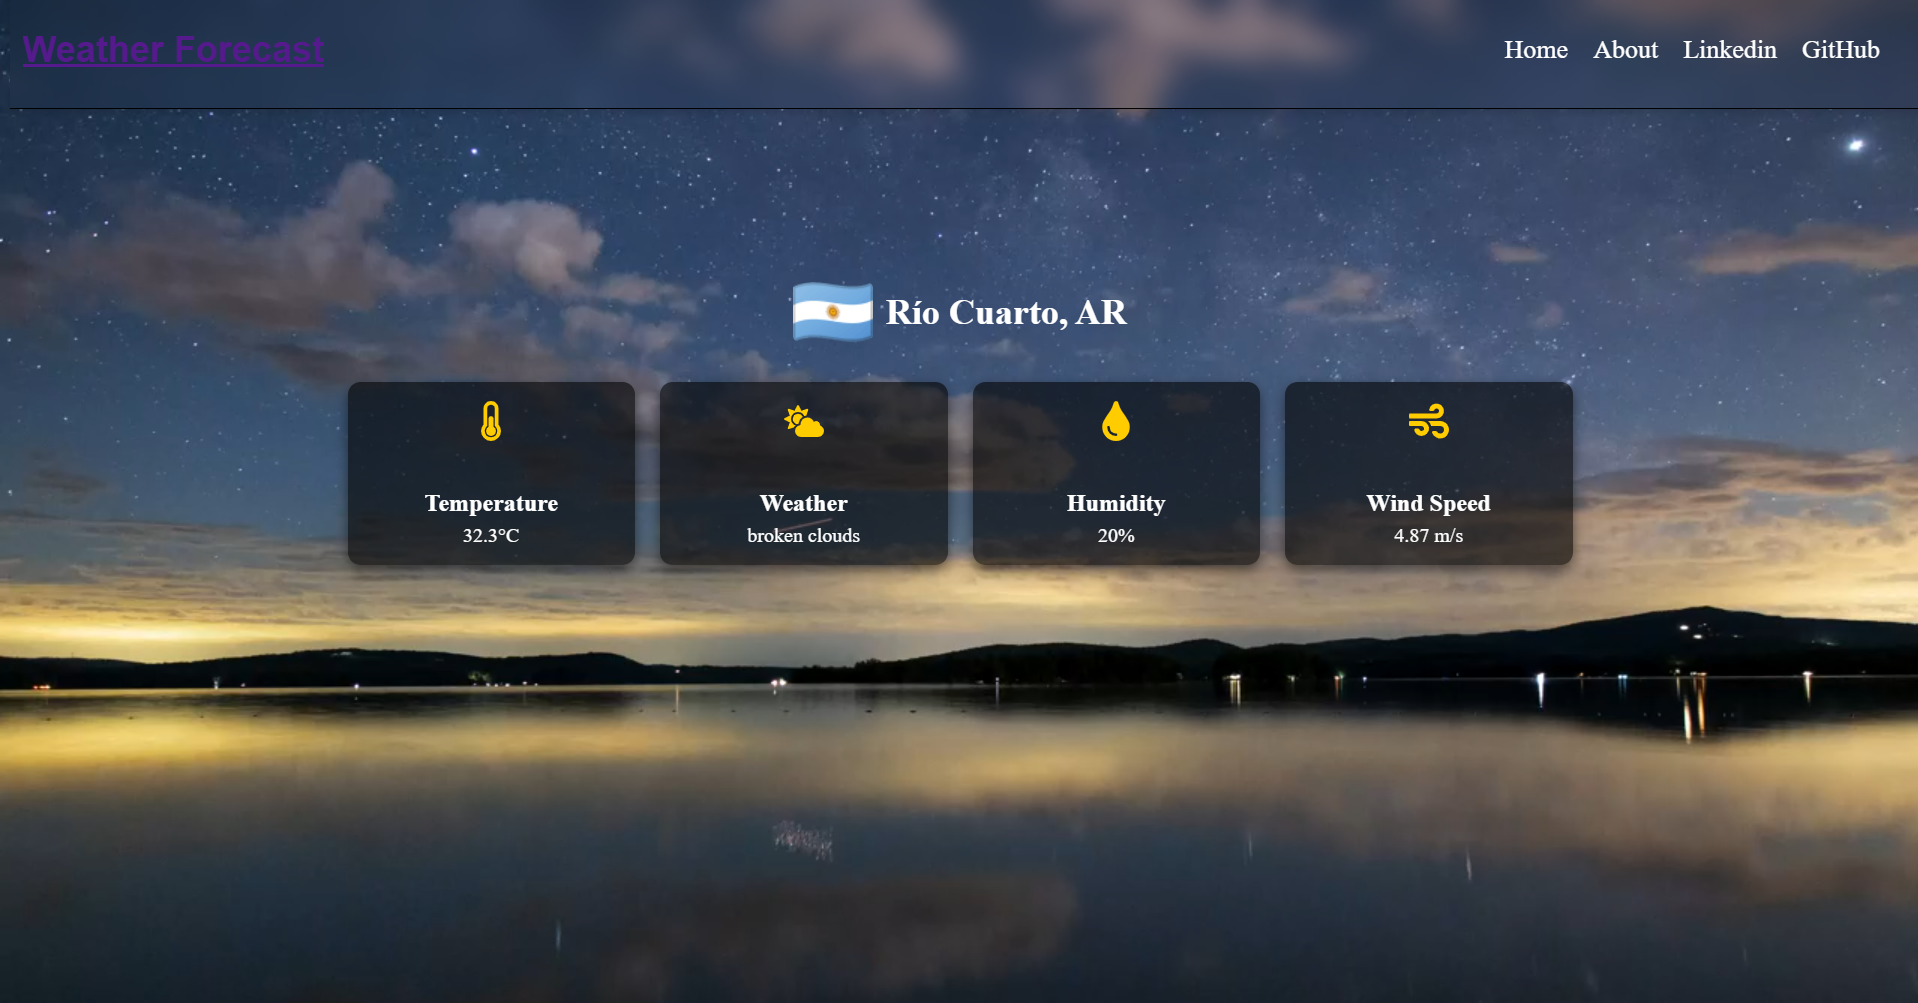 Weather Forecast
Home About Linkedin GitHub
Río Cuarto, AR
Temperature
32.3°C
Weather
broken clouds
Humidity
20%
Wind Speed
4.87 m/s